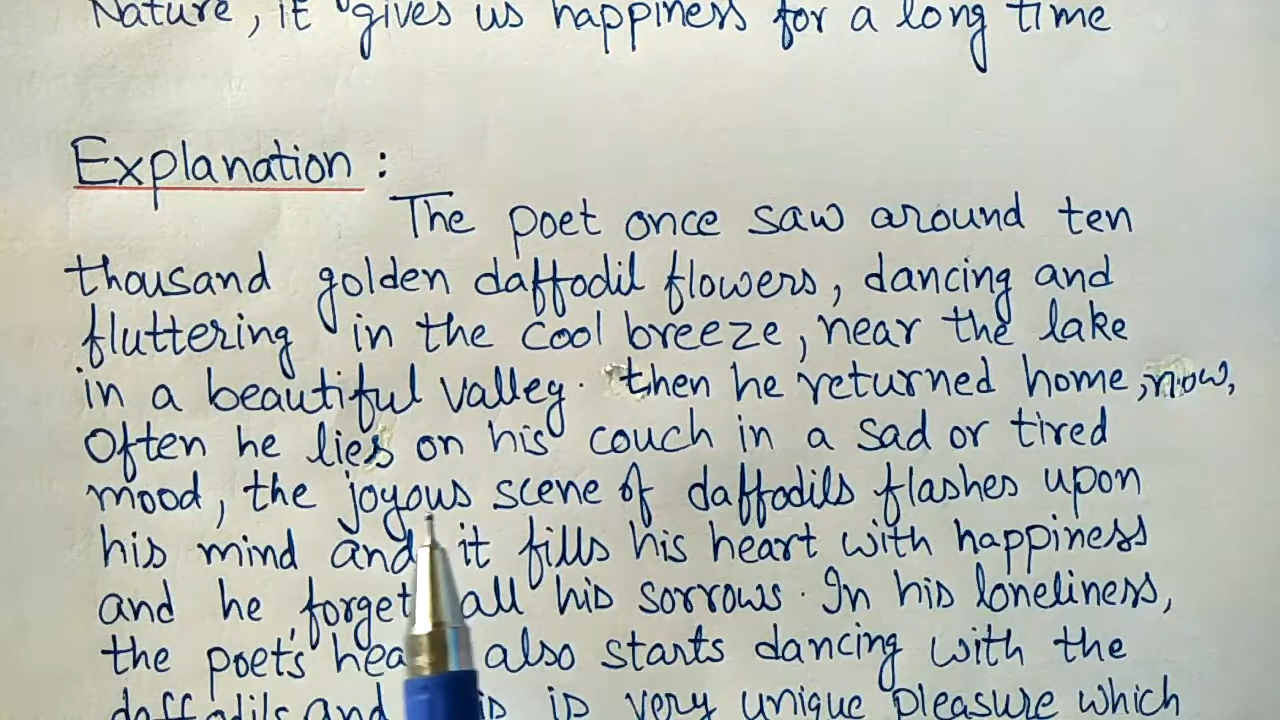 Nature, it gives us happiness for a long time
Explanation :
The poet once saw around ten
thousand golden daffodil flowers, dancing and
fluttering in the cool breeze, near the lake
in a beautiful valley. then he returned home, now,
Often he lies on his couch in a sad or tired
mood, the joyous scene of daffodils flashes upon
his mind and it fills his heart with happiness
and he forget all his sorrows. In his loneliness,
the poet's also starts dancing with the
daffodils and is very unique pleasure which